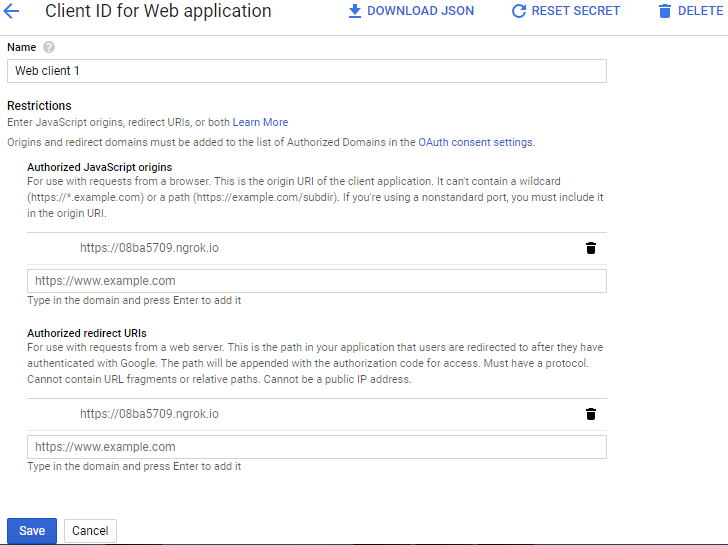 Client ID for Web application DOWNLOAD JSON RESET SECRET DELETE
Name ?
Web client 1
Restrictions
Enter JavaScript origins, redirect URIs, or both Learn More
Origins and redirect domains must be added to the list of Authorized Domains in the OAuth consent settings.
Authorized JavaScript origins
For use with requests from a browser. This is the origin URI of the client application. It can't contain a wildcard
(https://*.example.com) or a path (https://example.com/subdir). If you're using a nonstandard port, you must include it
in the origin URI.
https://08ba5709.ngrok.io
https://www.example.com
Type in the domain and press Enter to add it
Authorized redirect URIs
For use with requests from a web server. This is the path in your application that users are redirected to after they have
authenticated with Google. The path will be appended with the authorization code for access. Must have a protocol.
Cannot contain URL fragments or relative paths. Cannot be a public IP address.
https://08ba5709.ngrok.io
https://www.example.com
Type in the domain and press Enter to add it
Save Cancel